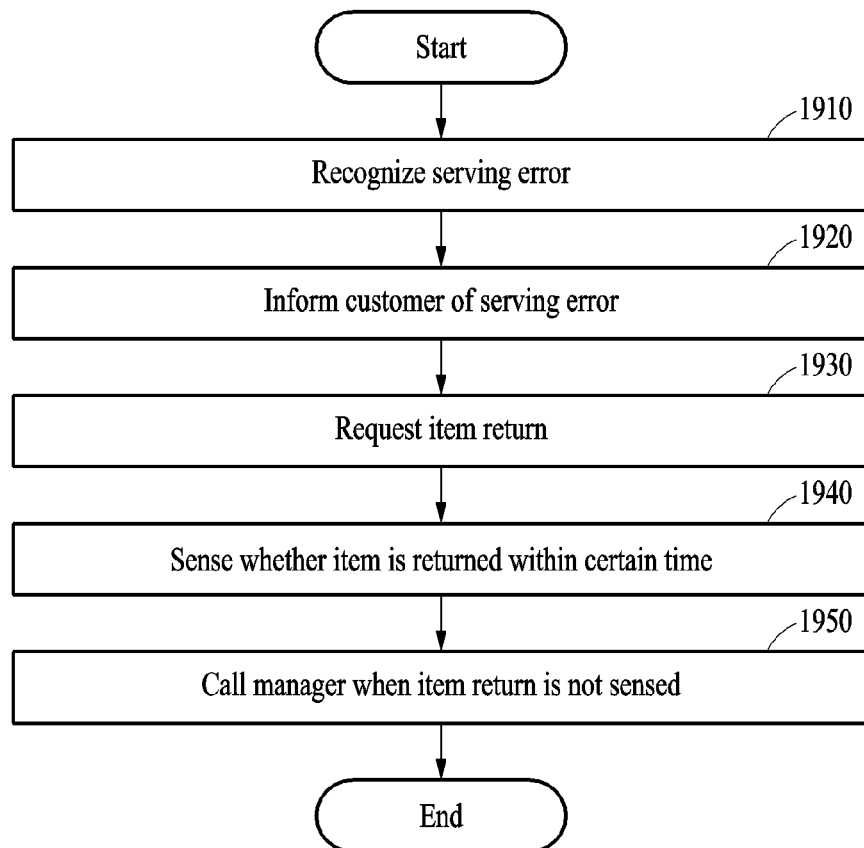 Start
1910
Recognize serving error
1920
Inform customer of serving error
1930
Request item return
1940
Sense whether item is returned within certain time
1950
Call manager when item return is not sensed
End